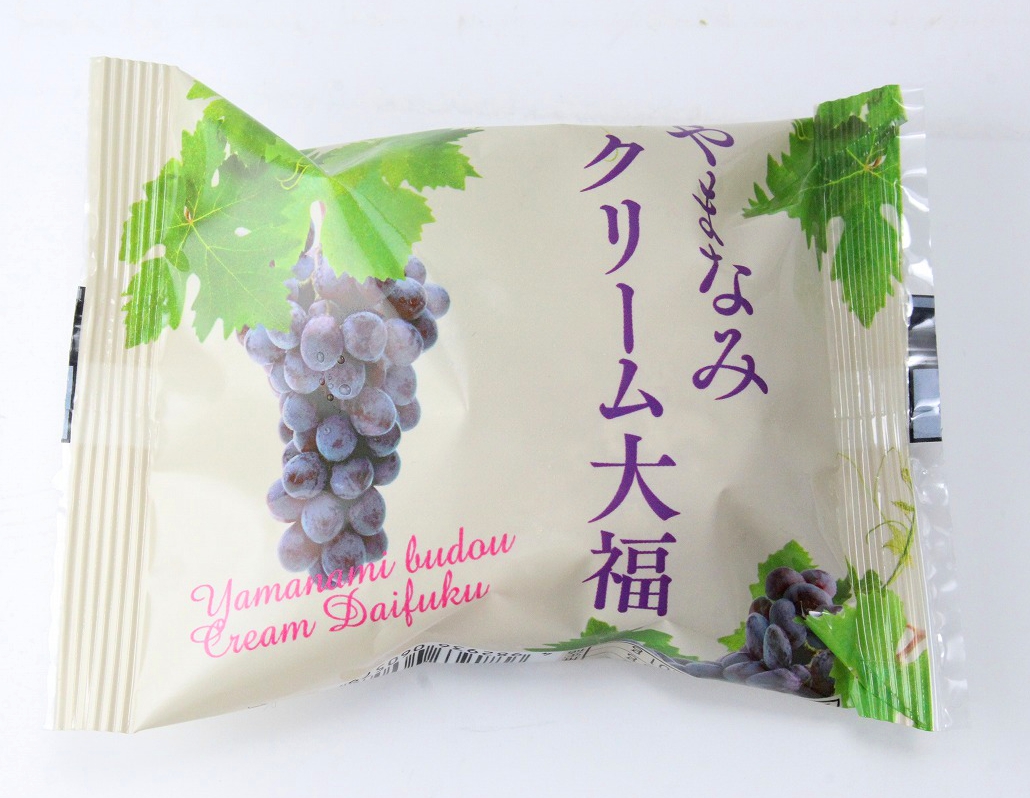 やまなみ
クリーム大福
Yamanami budou
Cream Daifuku